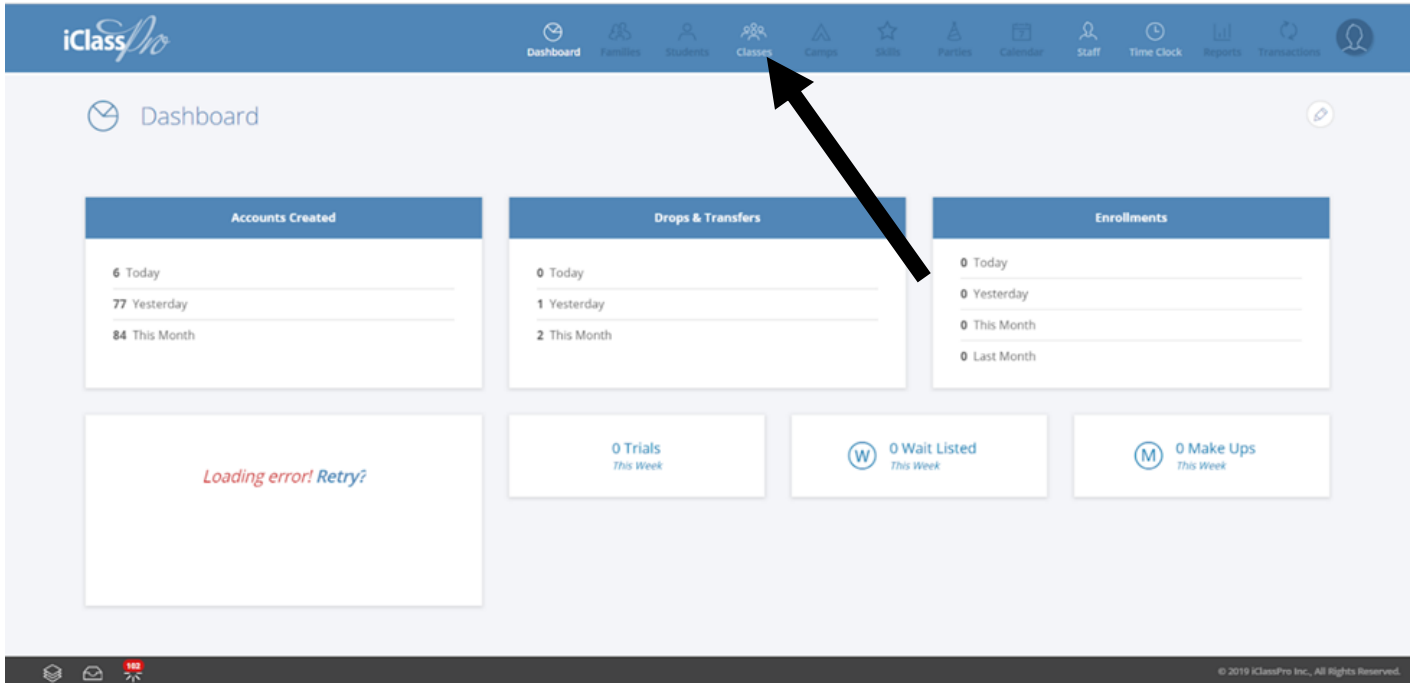 iClassPro
Dashboard Families Students Classes Camps Skills Parties Calendar Staff Time Clock Reports Transactions
7
Dashboard
Accounts Created
6 Today
77 Yesterday
84 This Month
Drops & Transfers
0 Today
1 Yesterday
2 This Month
Enrollments
0 Today
0 Yesterday
0 This Month
0 Last Month
Loading error! Retry?
0 Trials
This Week
W 0 Wait Listed
This Week
M 0 Make Ups
This Week
102
© 2019 iClassPro Inc., All Rights Reserved.